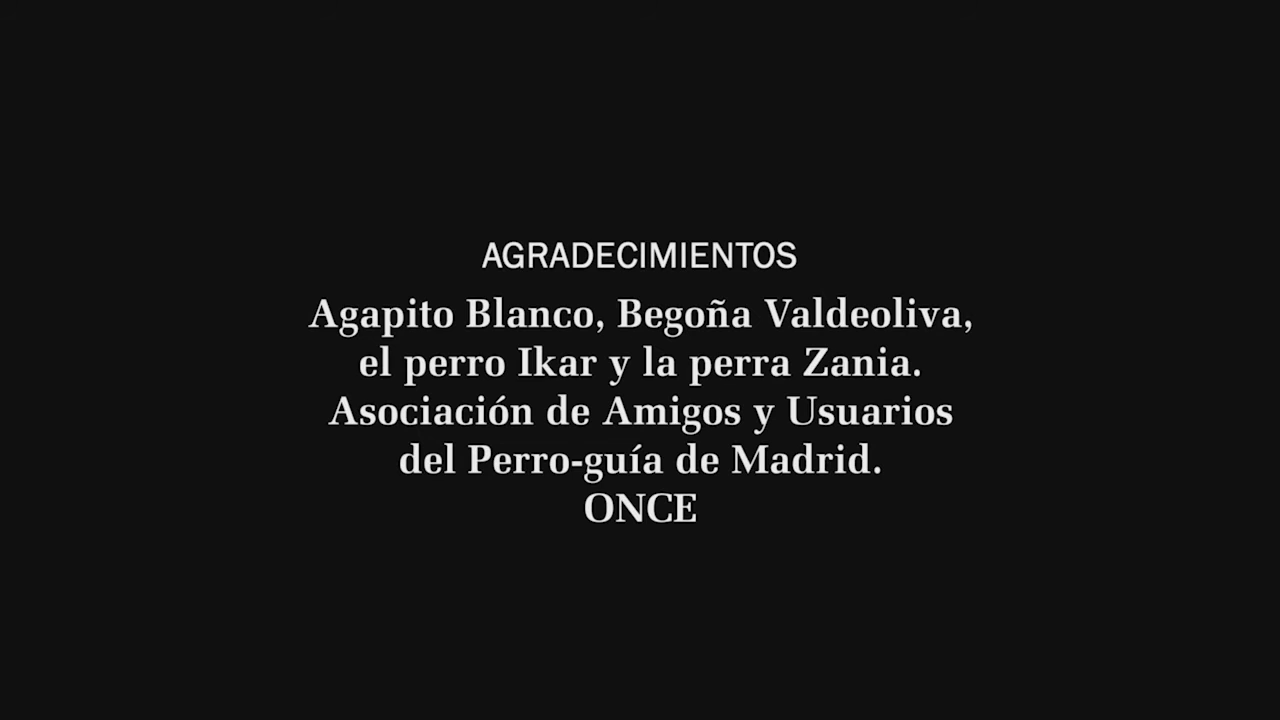 AGRADECIMIENTOS
Agapito Blanco, Begoña Valdeoliva,
el perro Ikar y la perra Zania.
Asociación de Amigos y Usuarios
del Perro-guía de Madrid.
ONCE